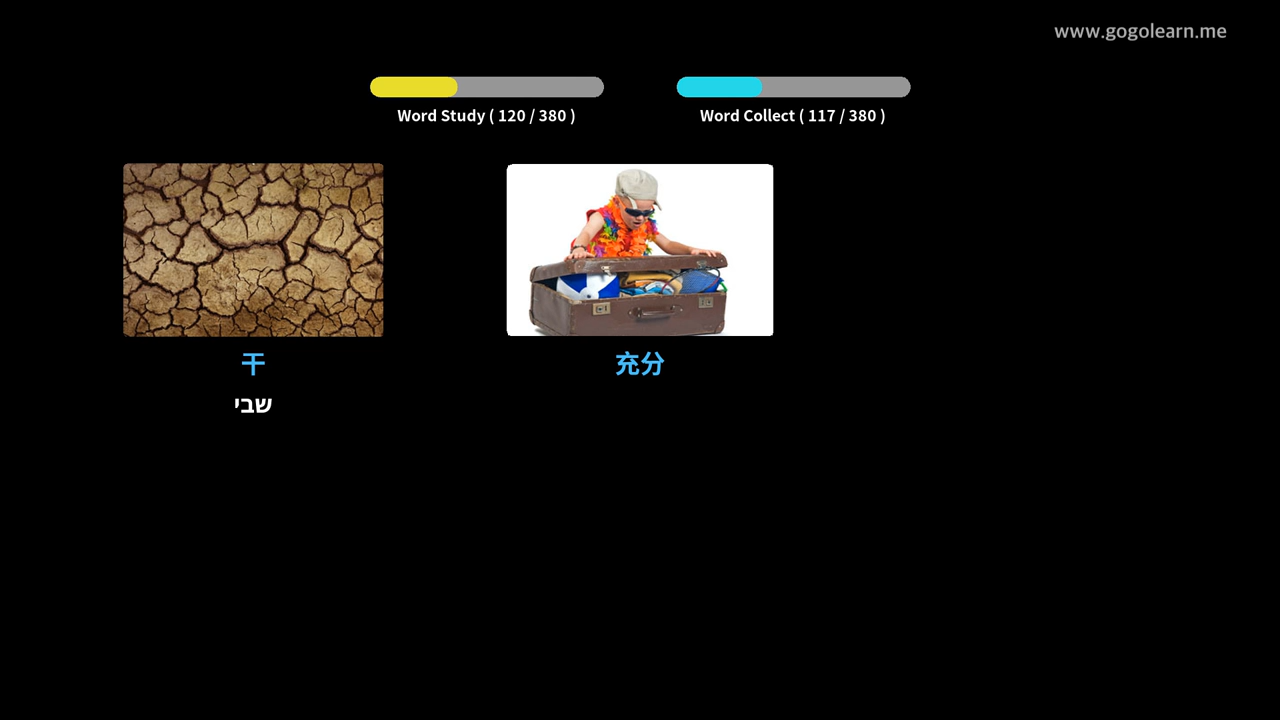 www.gogolearn.me
Word Study ( 120 / 380 )
Word Collect ( 117 / 380 )
干
שבי
充分